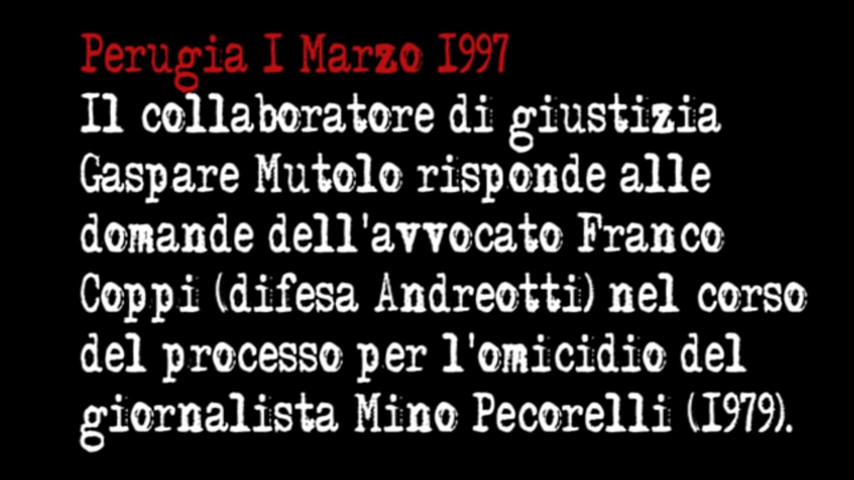 Perugia 1 Marzo 1997
Il collaboratore di giustizia
Gaspare Mutolo risponde alle
domande dell'avvocato Franco
Coppi (difesa Andreotti) nel corso
del processo per l'omicidio del
giornalista Mino Pecorelli (1979).